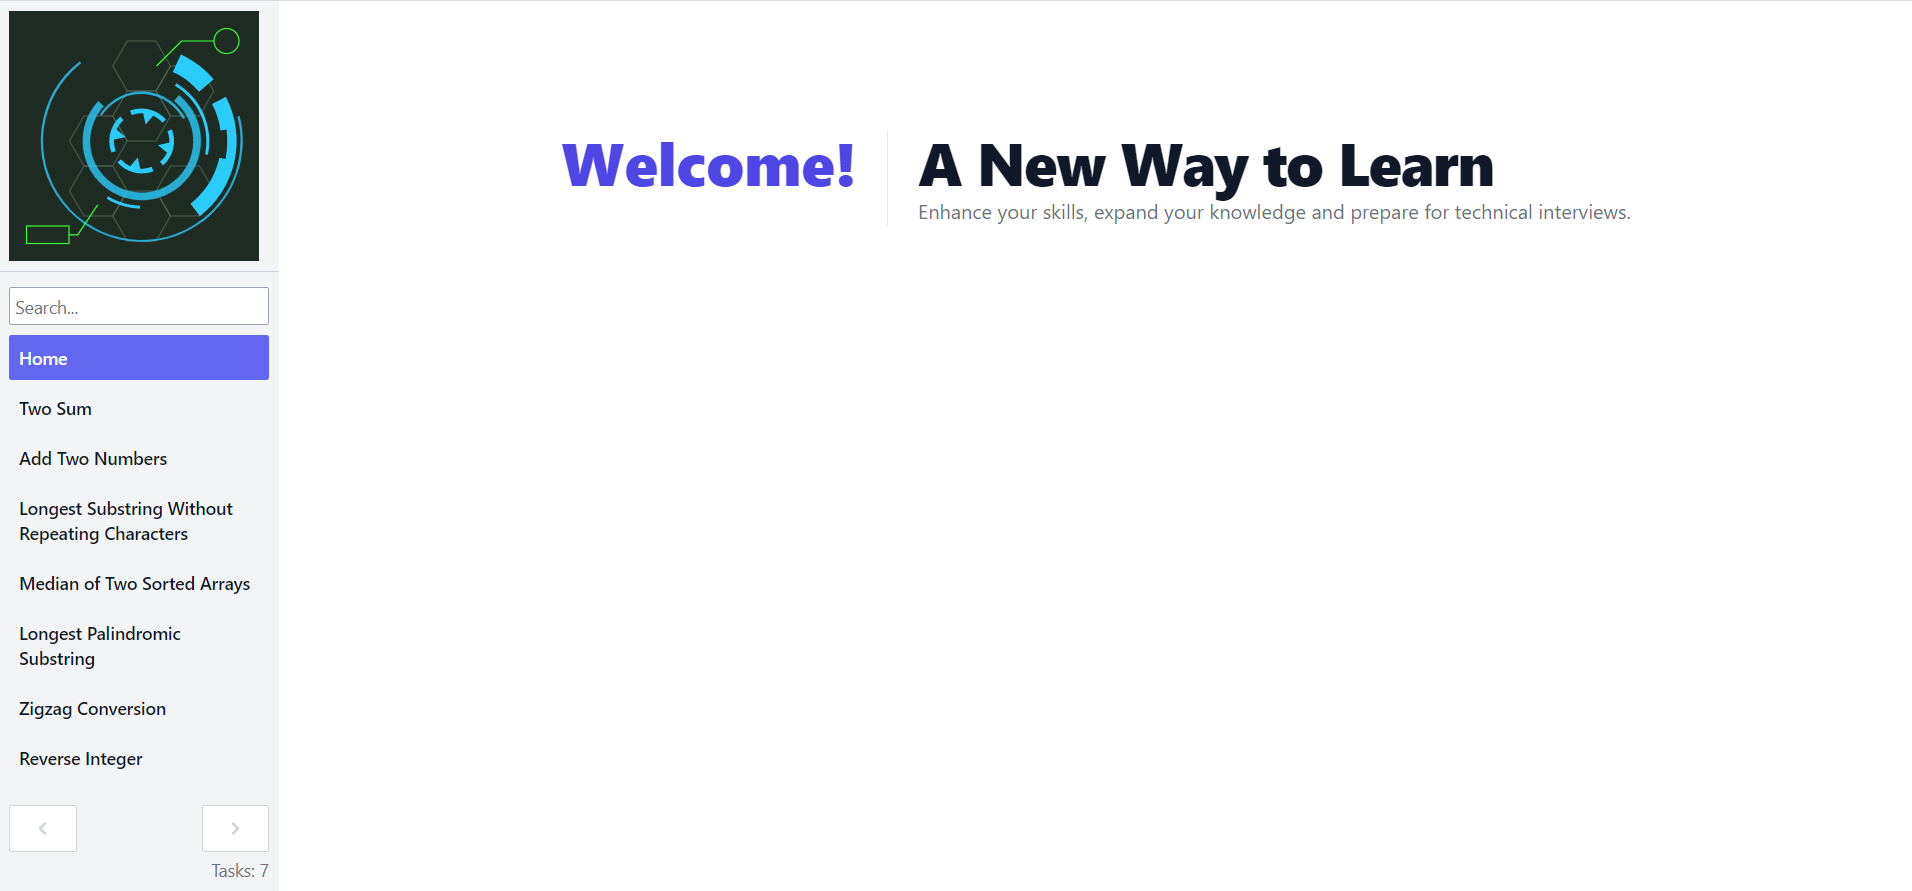 Search...
Home
Two Sum
Add Two Numbers
Longest Substring Without
Repeating Characters
Median of Two Sorted Arrays
Longest Palindromic
Substring
Zigzag Conversion
Reverse Integer
Tasks: 7
Welcome!
A New Way to Learn
Enhance your skills, expand your knowledge and prepare for technical interviews.